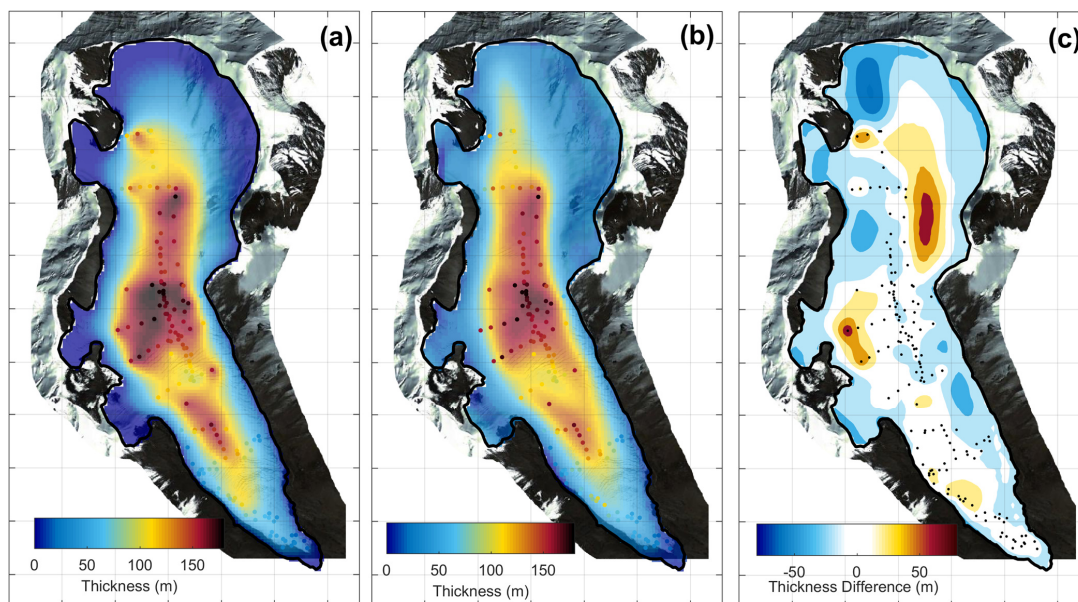 (a)
(b)
(c)
0 50 100 150
Thickness (m)
0 50 100 150
Thickness (m)
-50 0 50
Thickness Difference (m)